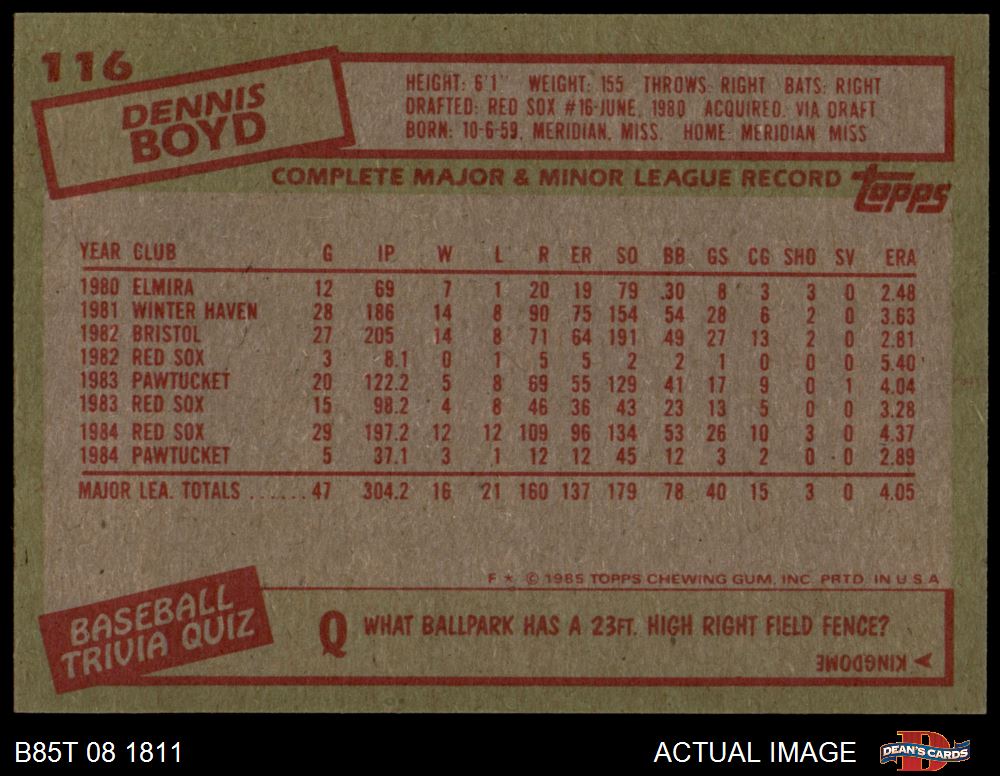 116
DENNIS
BOYD
HEIGHT: 6'1" WEIGHT: 155 THROWS: RIGHT BATS: RIGHT
DRAFTED: RED SOX #16-JUNE, 1980 ACQUIRED: VIA DRAFT
BORN: 10-6-59, MERIDIAN, MISS. HOME: MERIDIAN MISS
COMPLETE MAJOR & MINOR LEAGUE RECORD topps
YEAR CLUB G IP W L R ER SO BB GS CG SHO SV ERA
1980 ELMIRA 12 69 7 1 20 19 79 30 8 3 3 0 2.48
1981 WINTER HAVEN 28 186 14 8 90 75 154 54 28 6 2 0 3.63
1982 BRISTOL 27 205 14 8 71 64 191 49 27 13 2 0 2.81
1982 RED SOX 3 8.1 0 1 5 5 2 2 1 0 0 0 5.40
1983 PAWTUCKET 20 122.2 5 8 69 55 129 41 17 9 0 1 4.04
1983 RED SOX 15 98.2 4 8 46 36 43 23 13 5 0 0 3.28
1984 RED SOX 29 197.2 12 12 109 96 134 53 26 10 3 0 4.37
1984 PAWTUCKET 5 37.1 3 1 12 12 45 12 3 2 0 0 2.89
MAJOR LEA. TOTALS ...... 47 304.2 16 21 160 137 179 78 40 15 3 0 4.05
F * © 1985 TOPPS CHEWING GUM, INC. PRTD. IN U.S.A.
BASEBALL
TRIVIA QUIZ
Q WHAT BALLPARK HAS A 23FT. HIGH RIGHT FIELD FENCE?
KINGDOME
B85T 08 1811
ACTUAL IMAGE
D
DEAN'S CARDS